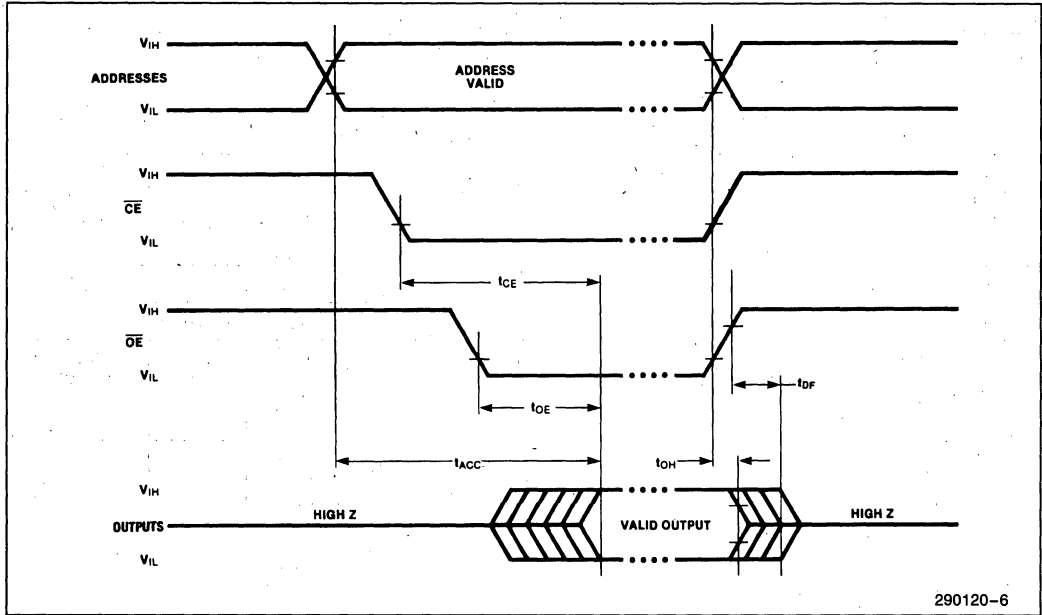 VIH
ADDRESSES
VIL
ADDRESS
VALID
VIH
CE
VIL
tCE
VIH
OE
VIL
tDF
tOE
tACC
tOH
VIH
OUTPUTS
VIL
HIGH Z
VALID OUTPUT
HIGH Z
290120-6